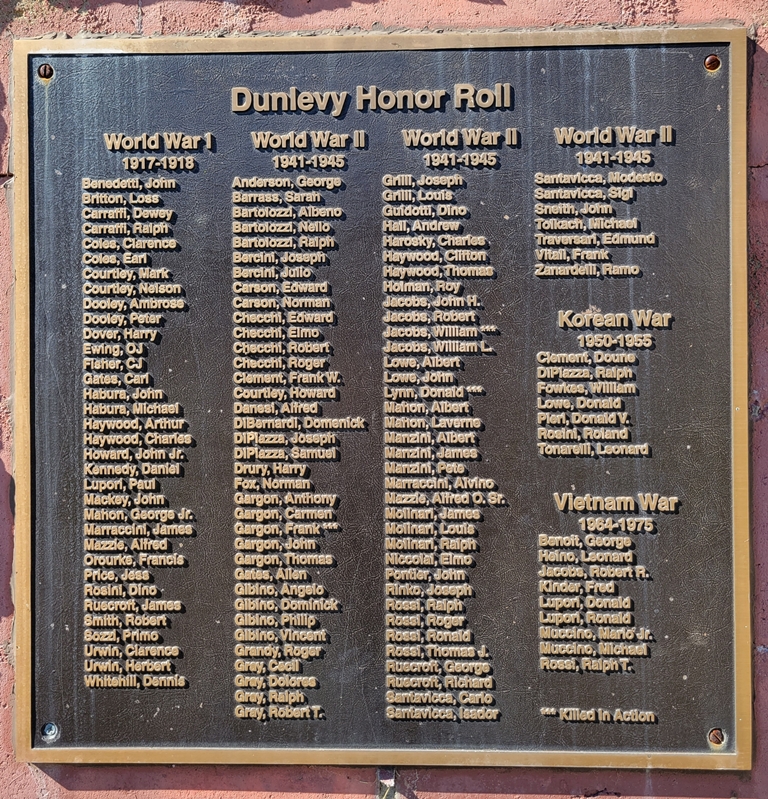 Dunlevy Honor Roll
World War I
1917-1918
Benedetti, John
Britton, Loss
Carraffi, Dewey
Carraffi, Ralph
Coles, Clarence
Coles, Earl
Courtley, Mark
Courtley, Nelson
Dooley, Ambrose
Dooley, Peter
Dover, Harry
Ewing, OJ
Fisher, CJ
Gates, Carl
Habura, John
Habura, Michael
Haywood, Arthur
Haywood, Charles
Howard, John Jr.
Kennedy, Daniel
Lupori, Paul
Mackey, John
Mahon, George Jr.
Marraccini, James
Mazzie, Alfred
Orourke, Francis
Price, Jess
Rosini, Dino
Ruscroft, James
Smith, Robert
Sozzi, Primo
Urwin, Clarence
Urwin, Herbert
Whitehill, Dennis
World War II
1941-1945
Anderson, George
Barrass, Sarah
Bartolozzi, Albeno
Bartolozzi, Nello
Bartolozzi, Ralph
Bercini, Joseph
Bercini, Julio
Carson, Edward
Carson, Norman
Checchi, Edward
Checchi, Elmo
Checchi, Robert
Checchi, Roger
Clement, Frank W.
Courtley, Howard
Danesi, Alfred
DiBernardi, Domenick
DiPiazza, Joseph
DiPiazza, Samuel
Drury, Harry
Fox, Norman
Gargon, Anthony
Gargon, Carmen
Gargon, Frank ***
Gargon, John
Gargon, Thomas
Gates, Allen
Gibino, Angelo
Gibino, Dominick
Gibino, Philip
Gibino, Vincent
Grandy, Roger
Gray, Cecil
Gray, Dolores
Gray, Ralph
Gray, Robert T.
World War II
1941-1945
Grilli, Joseph
Grilli, Louis
Guidotti, Dino
Hall, Andrew
Harosky, Charles
Haywood, Clifton
Haywood, Thomas
Holman, Roy
Jacobs, John H.
Jacobs, Robert
Jacobs, William ***
Jacobs, William L.
Lowe, Albert
Lowe, John
Lynn, Donald ***
Mahon, Albert
Mahon, Laverne
Manzini, Albert
Manzini, James
Manzini, Pete
Marraccini, Alvino
Mazzie, Alfred O. Sr.
Molinari, James
Molinari, Louis
Molinari, Ralph
Niccolai, Elmo
Pontier, John
Rinko, Joseph
Rossi, Ralph
Rossi, Roger
Rossi, Ronald
Rossi, Thomas J.
Ruscroft, George
Ruscroft, Richard
Santavicca, Carlo
Santavicca, Isador
World War II
1941-1945
Santavicca, Modesto
Santavicca, Sigi
Sneith, John
Tolkach, Michael
Traversari, Edmund
Vitali, Frank
Zanardelli, Ramo
Korean War
1950-1955
Clement, Doune
DiPiazza, Ralph
Fowkes, William
Lowe, Donald
Pieri, Donald Y.
Rosini, Roland
Tonarelli, Leonard
Vietnam War
1964-1975
Benoit, George
Heino, Leonard
Jacobs, Robert R.
Kinder, Fred
Lupori, Donald
Lupori, Ronald
Muccino, Mario Jr.
Muccino, Michael
Rossi, Ralph T.
*** Killed in Action